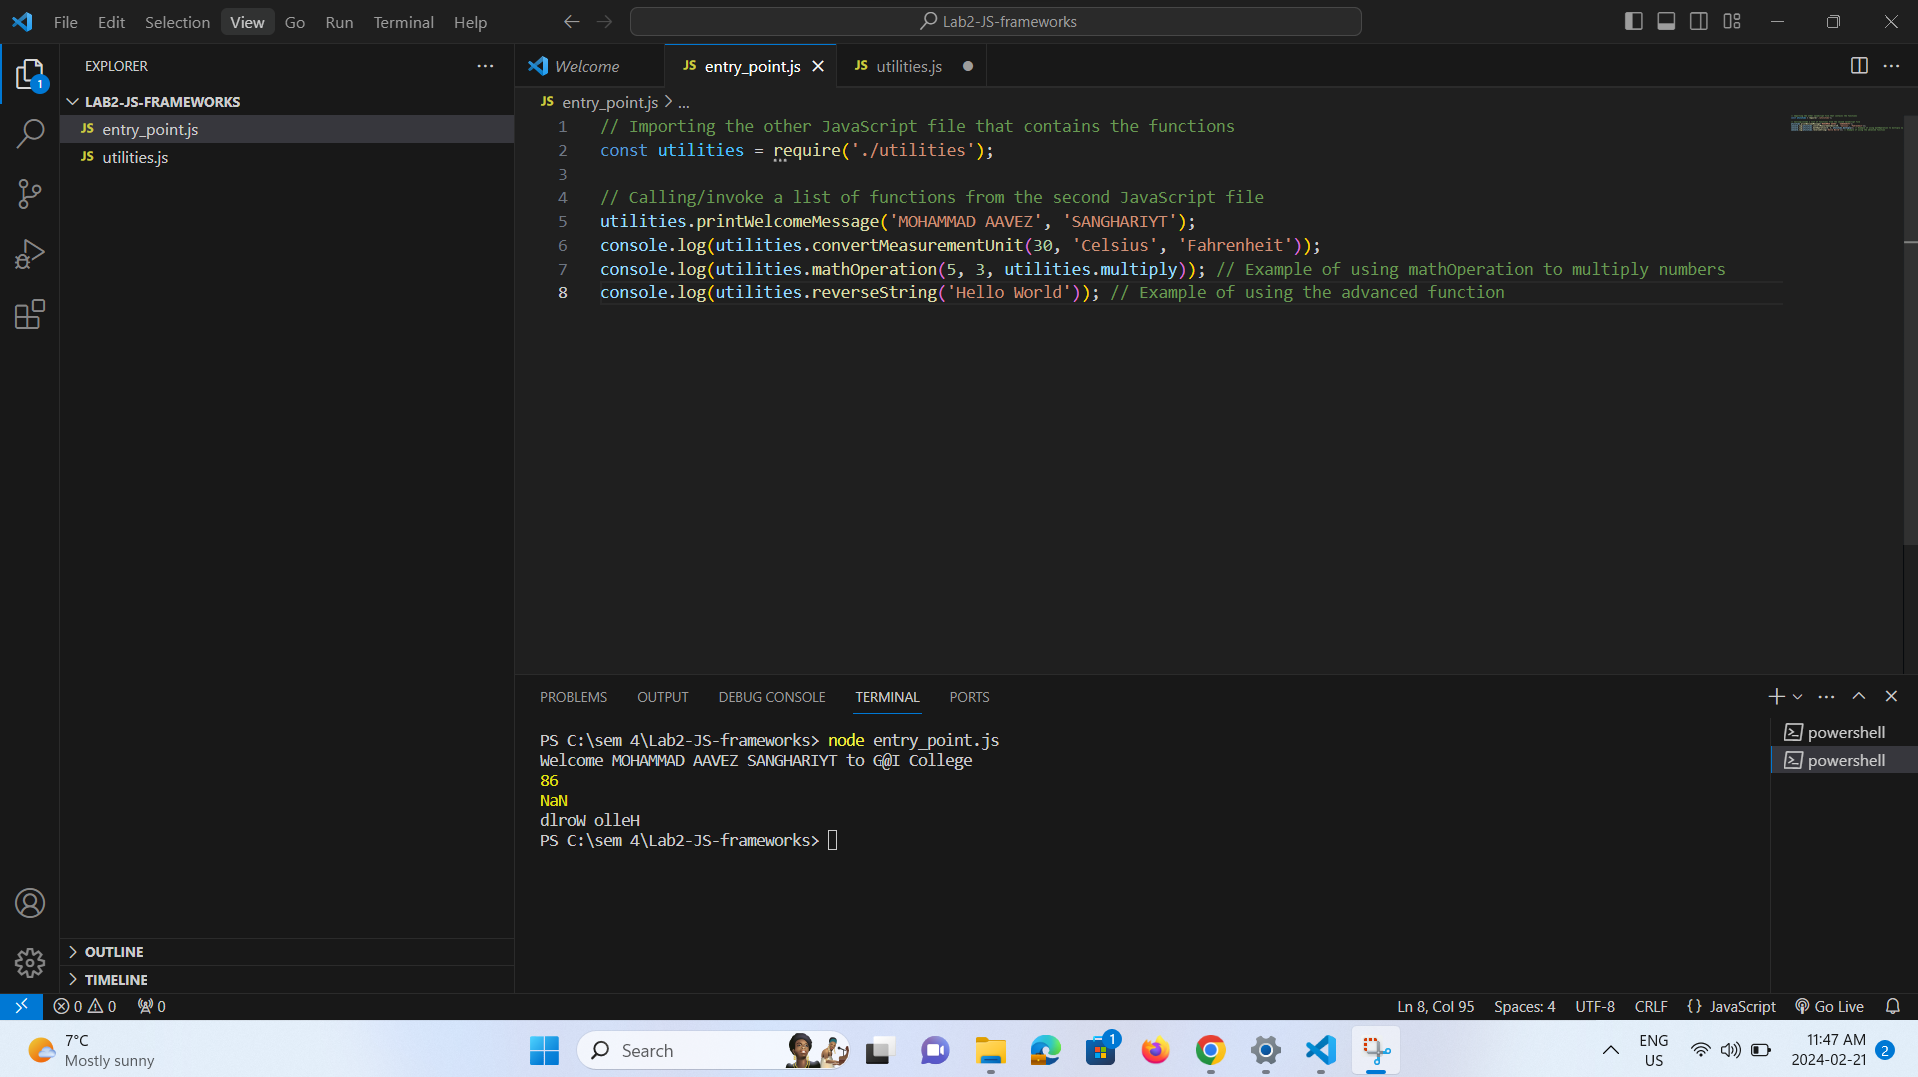 File Edit Selection View Go Run Terminal Help
Lab2-JS-frameworks
1
EXPLORER
LAB2-JS-FRAMEWORKS
JS entry_point.js
JS utilities.js
OUTLINE
TIMELINE
Welcome
JS entry_point.js
JS utilities.js
JS entry_point.js > ...
1 // Importing the other JavaScript file that contains the functions
2 const utilities = require('./utilities');
3
4 // Calling/invoke a list of functions from the second JavaScript file
5 utilities.printWelcomeMessage('MOHAMMAD AAVEZ', 'SANGHARIYT');
6 console.log(utilities.convertMeasurementUnit(30, 'Celsius', 'Fahrenheit'));
7 console.log(utilities.mathOperation(5, 3, utilities.multiply)); // Example of using mathOperation to multiply numbers
8 console.log(utilities.reverseString('Hello World')); // Example of using the advanced function
PROBLEMS OUTPUT DEBUG CONSOLE TERMINAL PORTS
PS C:\sem 4\Lab2-JS-frameworks> node entry_point.js
Welcome MOHAMMAD AAVEZ SANGHARIYT to G@I College
86
NaN
dlroW olleH
PS C:\sem 4\Lab2-JS-frameworks>
powershell
powershell
0 0 0
Ln 8, Col 95 Spaces: 4 UTF-8 CRLF {} JavaScript Go Live
7°C
Mostly sunny
Search
1
ENG
US
11:47 AM
2024-02-21
2